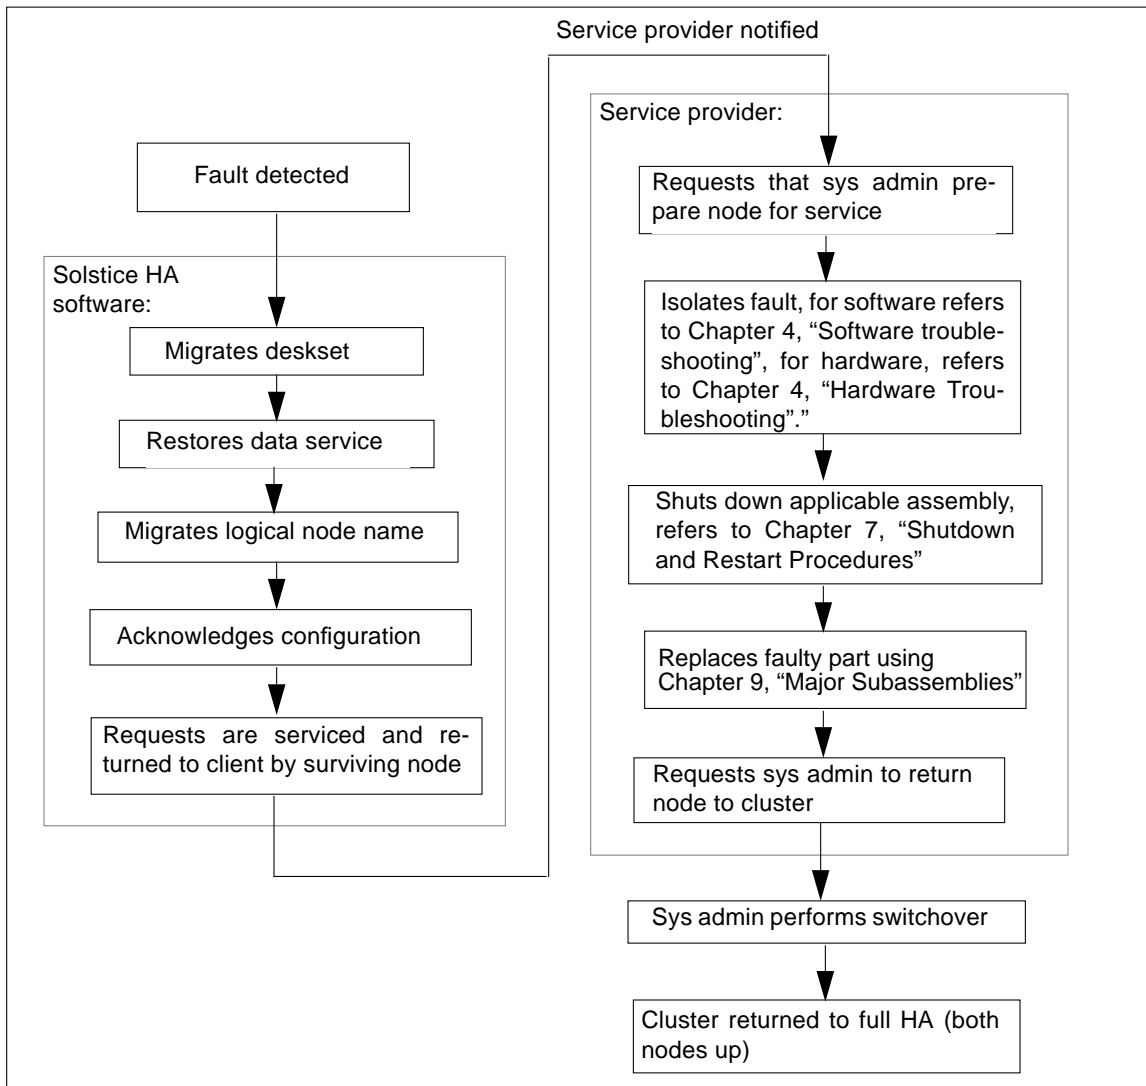 Service provider notified
Fault detected
Solstice HA
software:
Migrates deskset
Restores data service
Migrates logical node name
Acknowledges configuration
Requests are serviced and re-
turned to client by surviving node
Service provider:
Requests that sys admin pre-
pare node for service
Isolates fault, for software refers
to Chapter 4, “Software trouble-
shooting”, for hardware, refers
to Chapter 4, “Hardware Trou-
bleshooting”.”
Shuts down applicable assembly,
refers to Chapter 7, “Shutdown
and Restart Procedures”
Replaces faulty part using
Chapter 9, “Major Subassemblies”
Requests sys admin to return
node to cluster
Sys admin performs switchover
Cluster returned to full HA (both
nodes up)